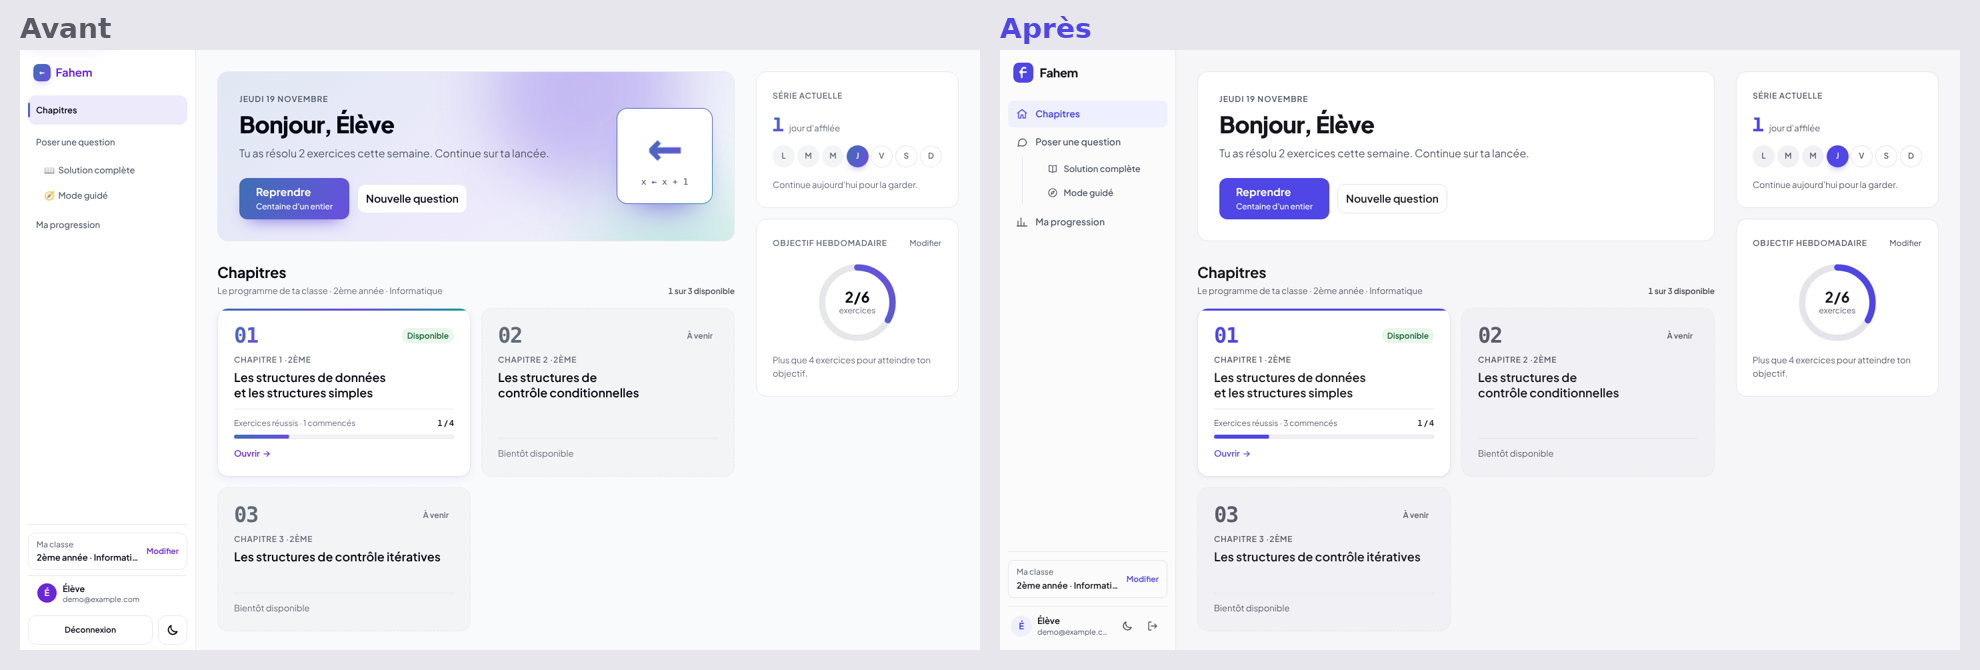 Avant
← Fahem
Chapitres
Poser une question
📖 Solution complète
🧭 Mode guidé
Ma progression
Ma classe
2ème année · Informati... Modifier
É Élève
demo@example.com
Déconnexion
JEUDI 19 NOVEMBRE
Bonjour, Élève
Tu as résolu 2 exercices cette semaine. Continue sur ta lancée.
Reprendre
Centaine d'un entier
Nouvelle question
←
x ← x + 1
Chapitres
Le programme de ta classe · 2ème année · Informatique
1 sur 3 disponible
01 Disponible
CHAPITRE 1 · 2ÈME
Les structures de données
et les structures simples
Exercices réussis · 1 commencés 1 / 4
Ouvrir →
02 À venir
CHAPITRE 2 · 2ÈME
Les structures de
contrôle conditionnelles
Bientôt disponible
03 À venir
CHAPITRE 3 · 2ÈME
Les structures de contrôle itératives
Bientôt disponible
SÉRIE ACTUELLE
1 jour d'affilée
L M M J V S D
Continue aujourd'hui pour la garder.
OBJECTIF HEBDOMADAIRE Modifier
2/6
exercices
Plus que 4 exercices pour atteindre ton
objectif.
Après
f Fahem
Chapitres
Poser une question
Solution complète
Mode guidé
Ma progression
Ma classe
2ème année · Informati... Modifier
É Élève
demo@example.c...
JEUDI 19 NOVEMBRE
Bonjour, Élève
Tu as résolu 2 exercices cette semaine. Continue sur ta lancée.
Reprendre
Centaine d'un entier
Nouvelle question
Chapitres
Le programme de ta classe · 2ème année · Informatique
1 sur 3 disponible
01 Disponible
CHAPITRE 1 · 2ÈME
Les structures de données
et les structures simples
Exercices réussis · 3 commencés 1 / 4
Ouvrir →
02 À venir
CHAPITRE 2 · 2ÈME
Les structures de
contrôle conditionnelles
Bientôt disponible
03 À venir
CHAPITRE 3 · 2ÈME
Les structures de contrôle itératives
Bientôt disponible
SÉRIE ACTUELLE
1 jour d'affilée
L M M J V S D
Continue aujourd'hui pour la garder.
OBJECTIF HEBDOMADAIRE Modifier
2/6
exercices
Plus que 4 exercices pour atteindre ton
objectif.